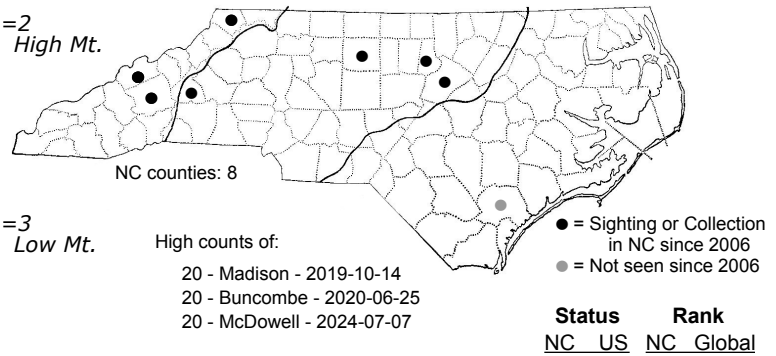 =2
High Mt.
NC counties: 8
=3
Low Mt.
High counts of:
20 - Madison - 2019-10-14
20 - Buncombe - 2020-06-25
20 - McDowell - 2024-07-07
= Sighting or Collection
in NC since 2006
= Not seen since 2006
Status Rank
NC US NC Global